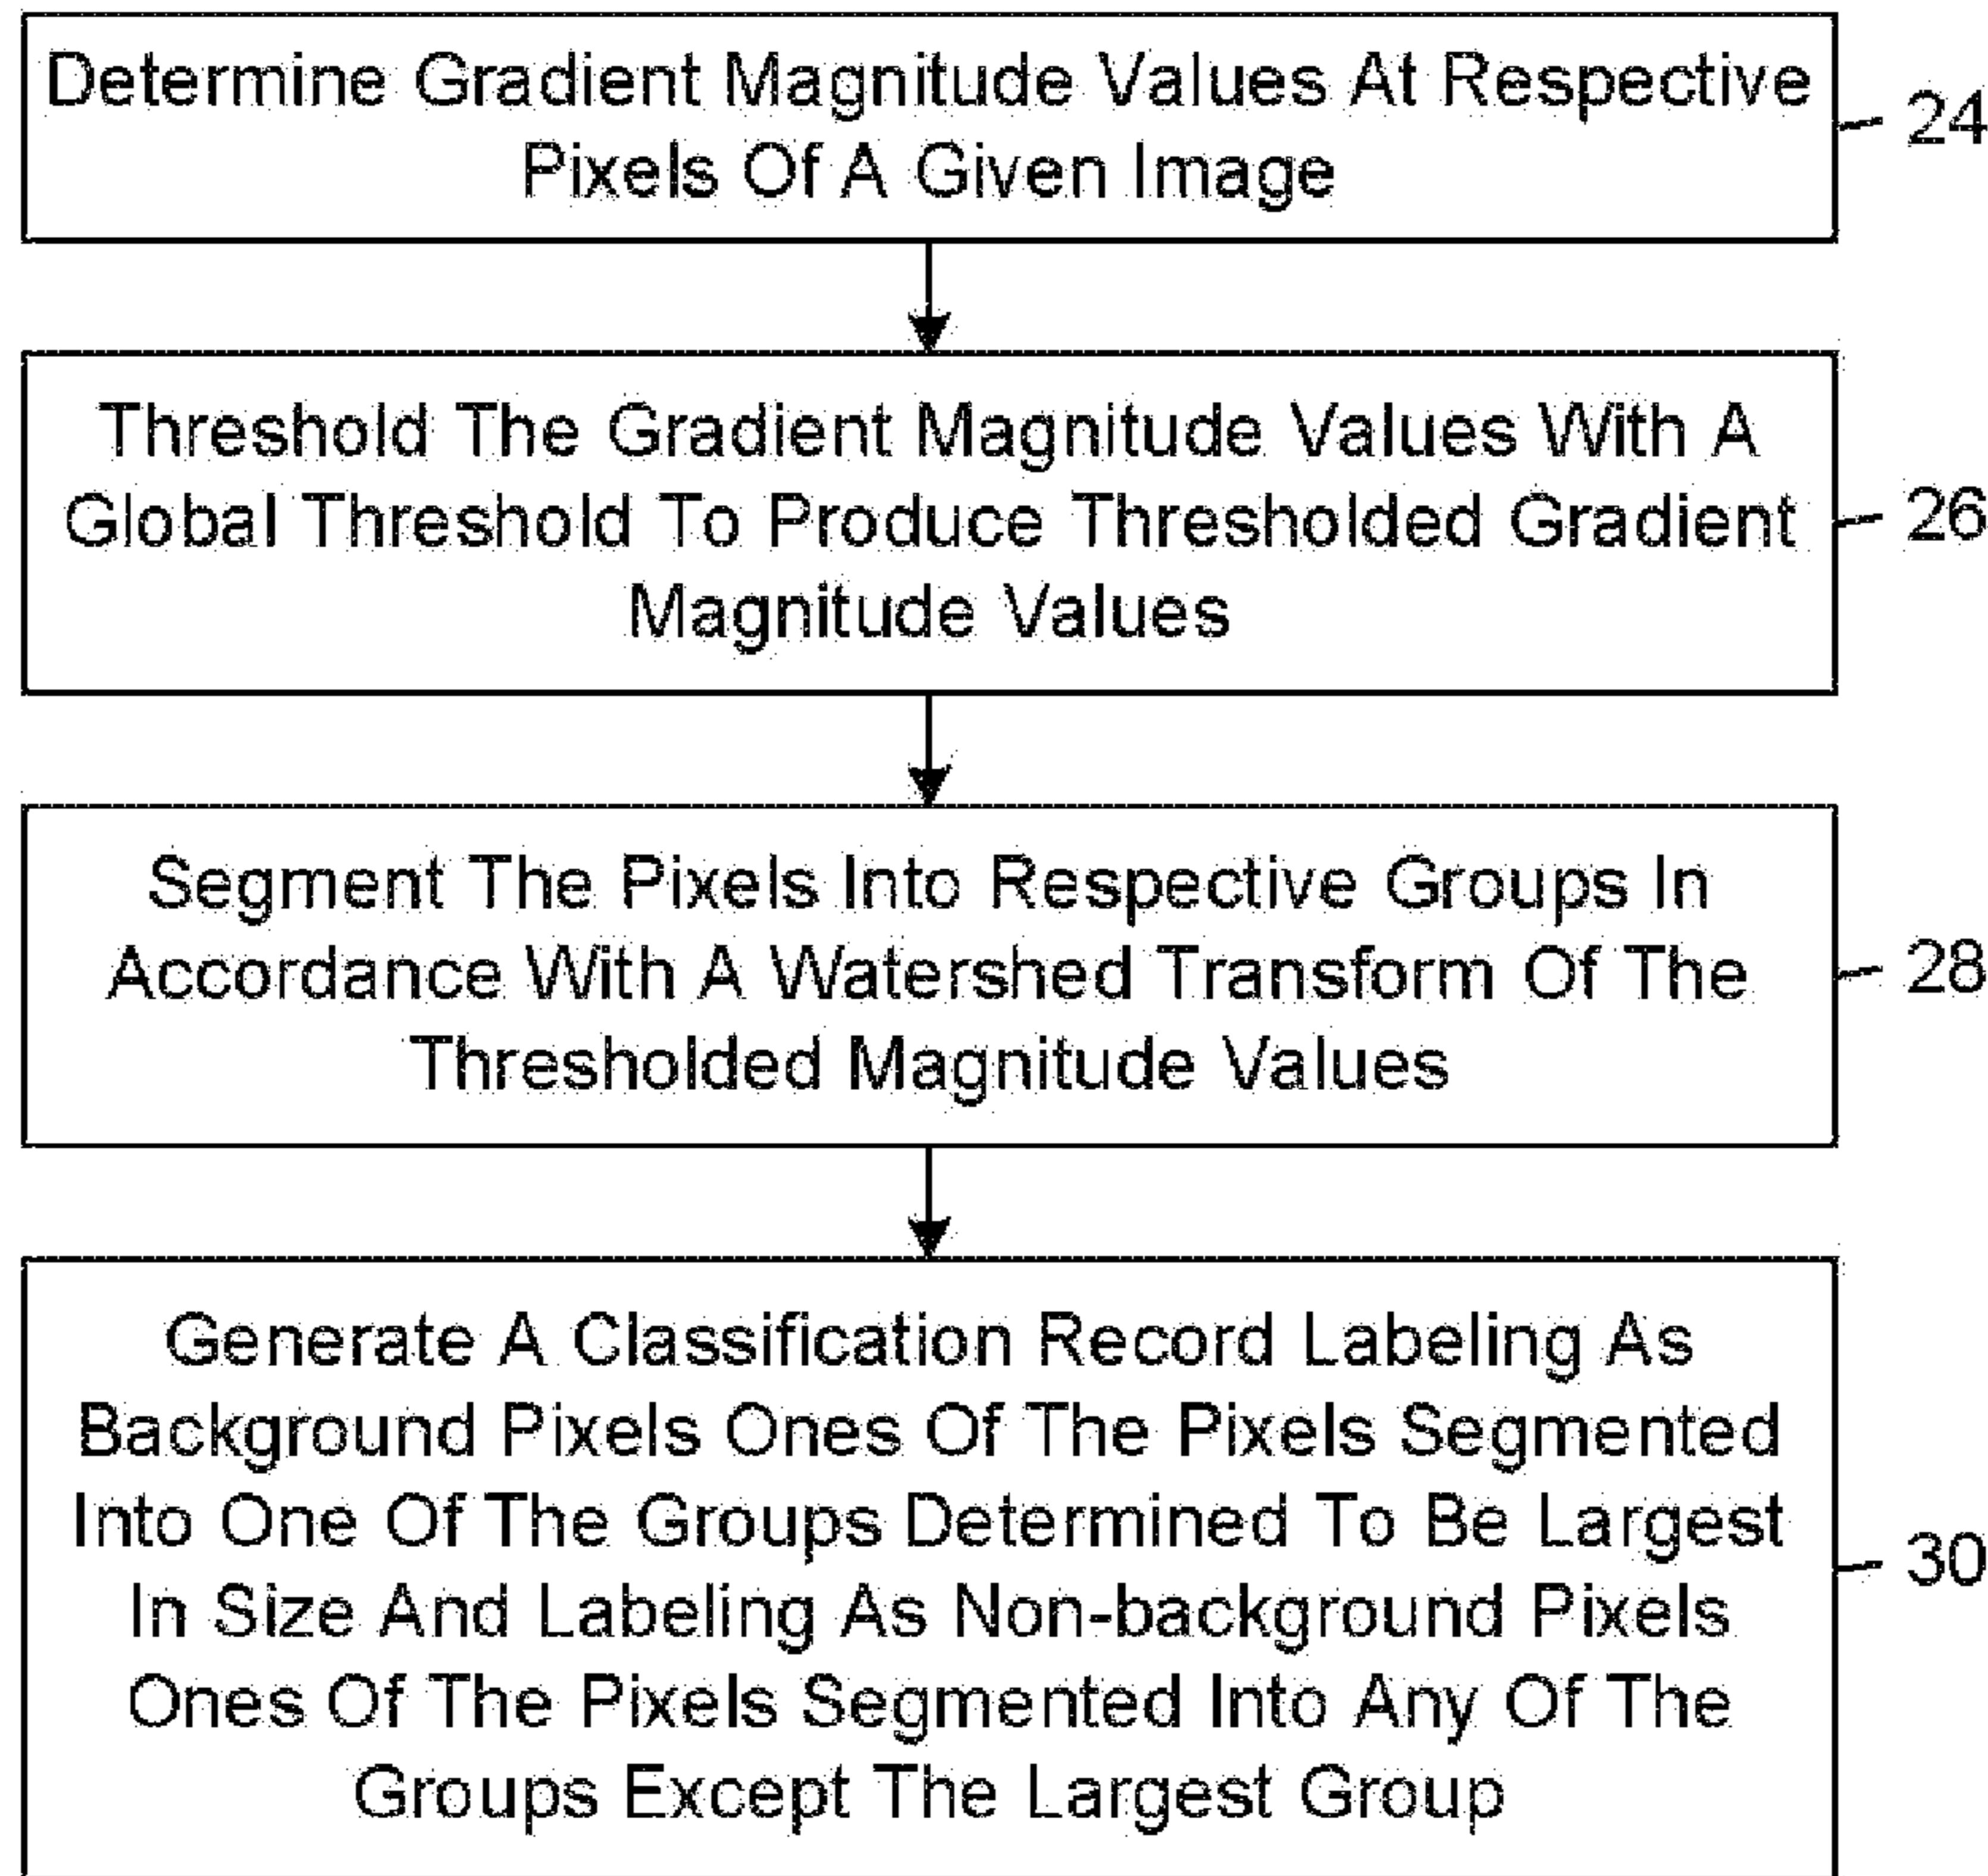 Determine Gradient Magnitude Values At Respective
Pixels Of A Given Image
24
Threshold The Gradient Magnitude Values With A
Global Threshold To Produce Thresholded Gradient
Magnitude Values
26
Segment The Pixels Into Respective Groups In
Accordance With A Watershed Transform Of The
Thresholded Magnitude Values
28
Generate A Classification Record Labeling As
Background Pixels Ones Of The Pixels Segmented
Into One Of The Groups Determined To Be Largest
In Size And Labeling As Non-background Pixels
Ones Of The Pixels Segmented Into Any Of The
Groups Except The Largest Group
30